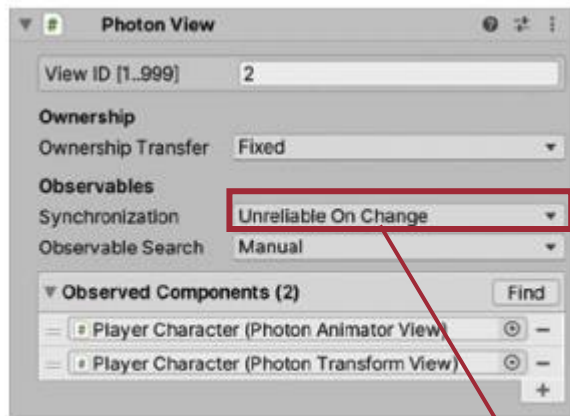 Photon View
View ID [1..999] 2
Ownership
Ownership Transfer Fixed
Observables
Synchronization Unreliable On Change
Observable Search Manual
Observed Components (2) Find
Player Character (Photon Animator View)
Player Character (Photon Transform View)